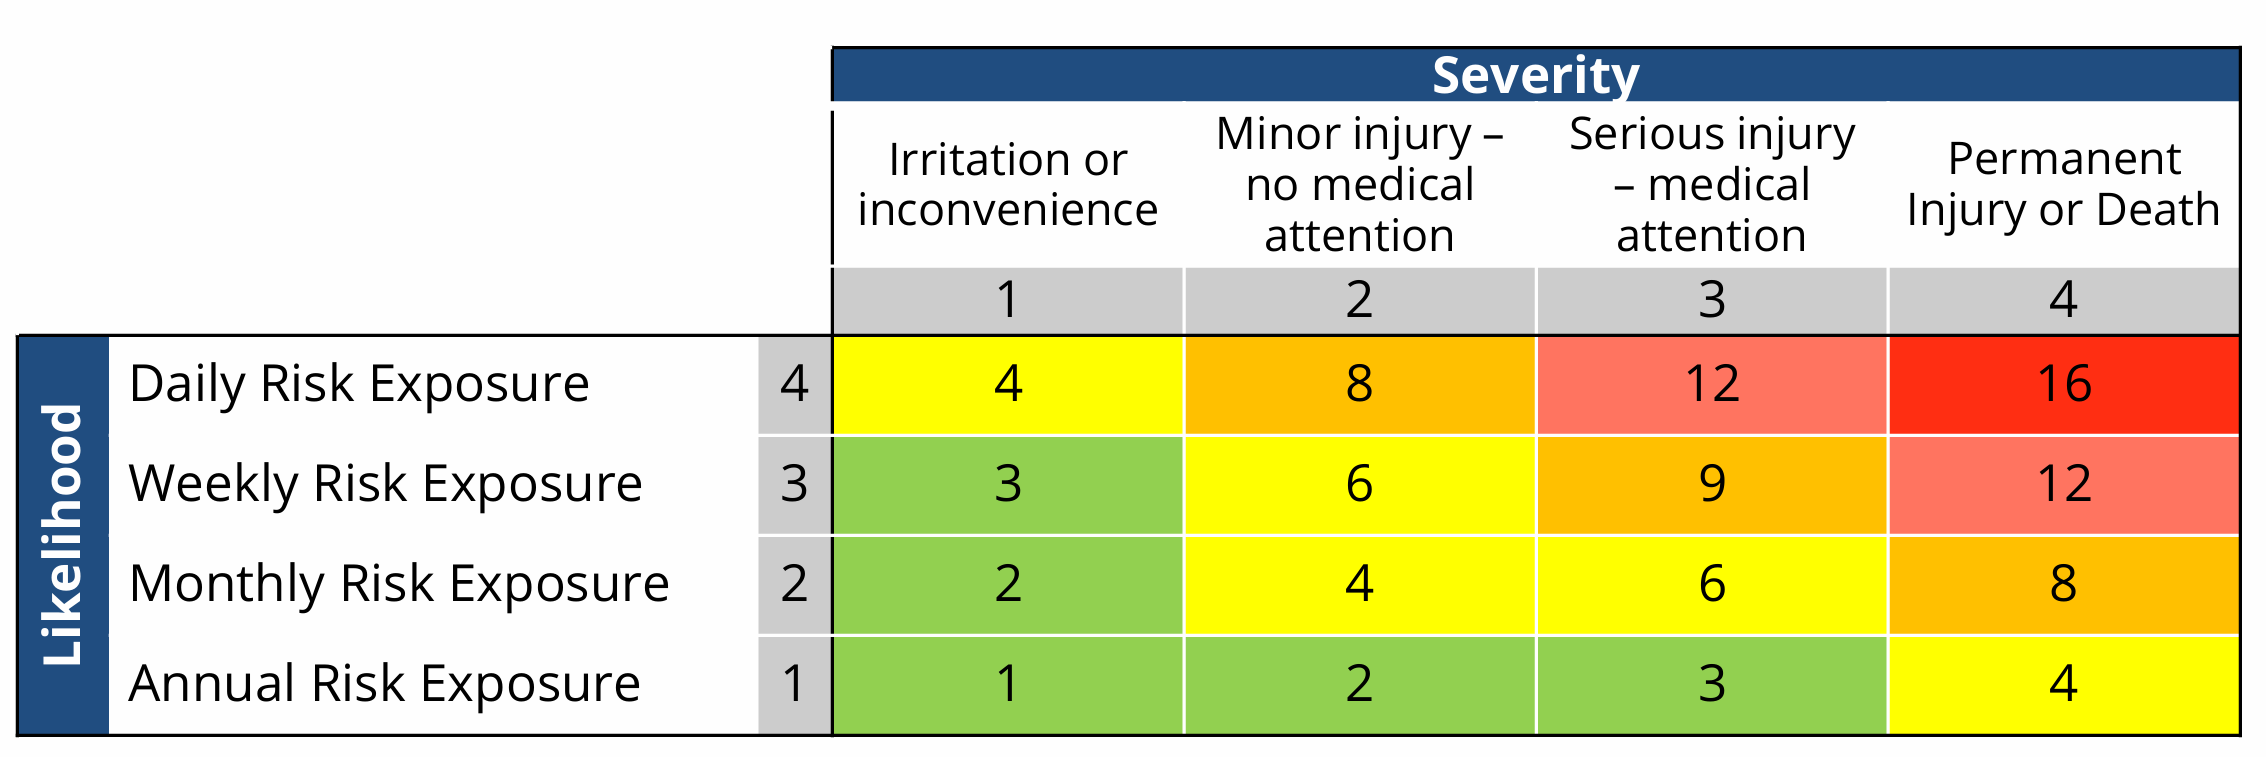 Severity
Irritation or
inconvenience
Minor injury –
no medical
attention
Serious injury
– medical
attention
Permanent
Injury or Death
1 2 3 4
Likelihood
Daily Risk Exposure 4 4 8 12 16
Weekly Risk Exposure 3 3 6 9 12
Monthly Risk Exposure 2 2 4 6 8
Annual Risk Exposure 1 1 2 3 4